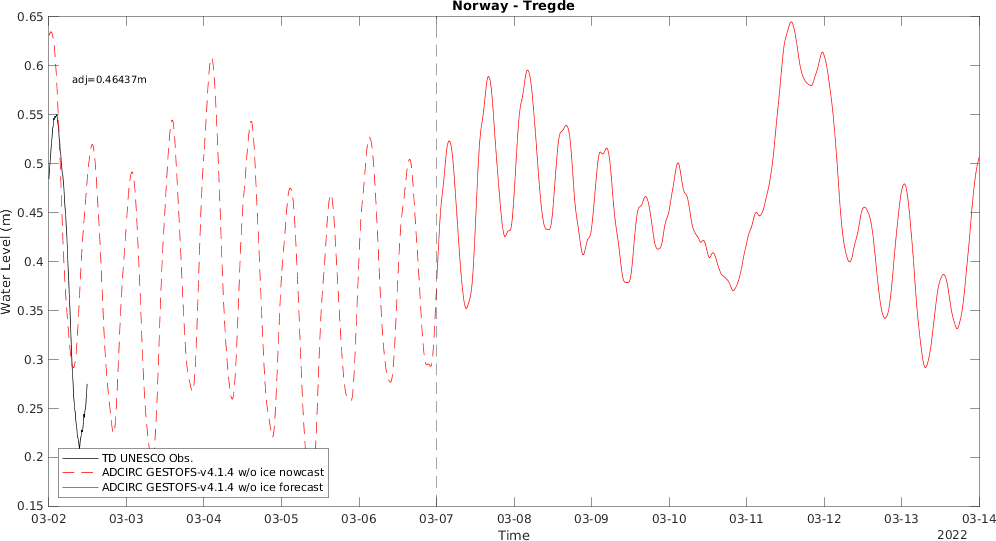 Norway - Tregde
0.65
0.6
0.55
0.5
0.45
0.4
0.35
0.3
0.25
0.2
0.15
Water Level (m)
adj=0.46437m
TD UNESCO Obs.
ADCIRC GESTOFS-v4.1.4 w/o ice nowcast
ADCIRC GESTOFS-v4.1.4 w/o ice forecast
03-02 03-03 03-04 03-05 03-06 03-07 03-08 03-09 03-10 03-11 03-12 03-13 03-14
Time
2022